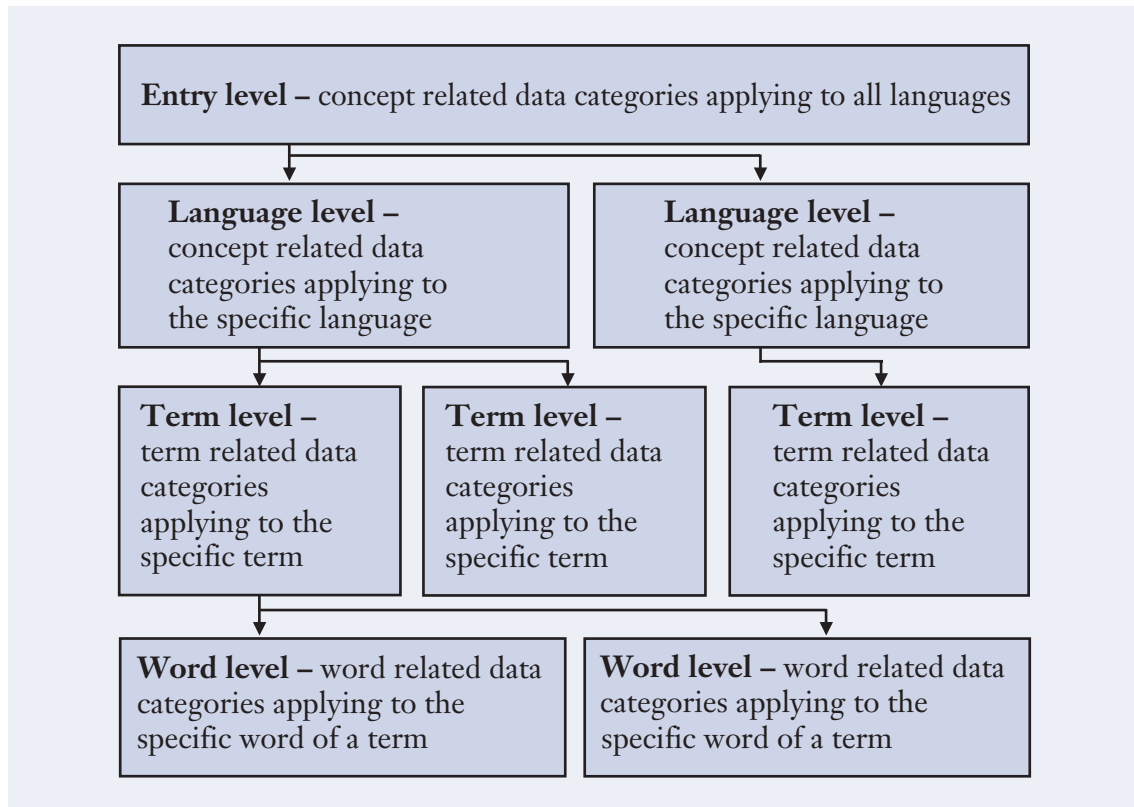 Entry level – concept related data categories applying to all languages
Language level –
concept related data
categories applying to
the specific language
Language level –
concept related data
categories applying to
the specific language
Term level –
term related data
categories
applying to the
specific term
Term level –
term related data
categories
applying to the
specific term
Term level –
term related data
categories
applying to the
specific term
Word level – word related data
categories applying to the
specific word of a term
Word level – word related data
categories applying to the
specific word of a term